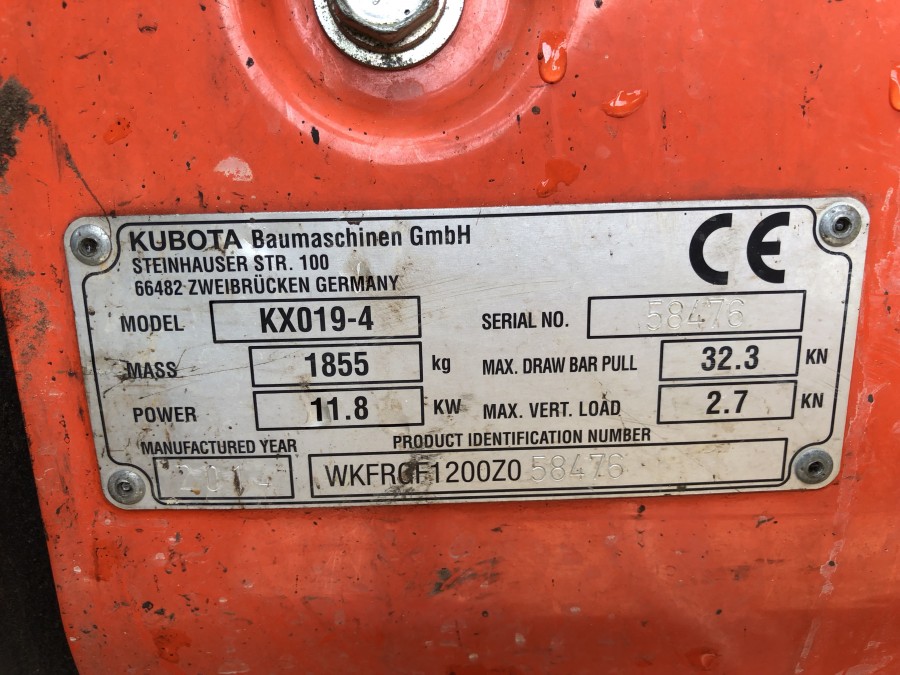 KUBOTA Baumaschinen GmbH
STEINHAUSER STR. 100
66482 ZWEIBRÜCKEN GERMANY
CE
MODEL KX019-4 SERIAL NO. 58476
MASS 1855 kg MAX. DRAW BAR PULL 32.3 KN
POWER 11.8 KW MAX. VERT. LOAD 2.7 KN
MANUFACTURED YEAR PRODUCT IDENTIFICATION NUMBER
2014 WKFRGF1200Z058476